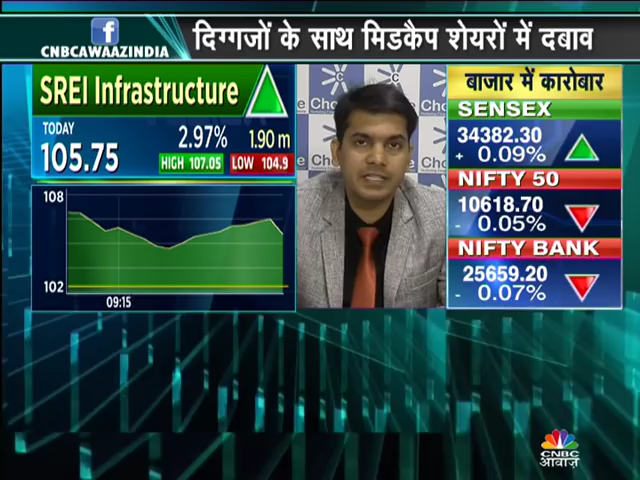 f
CNBCAWAAZINDIA
दिग्गजों के साथ मिडकैप शेयरों में दबाव
SREI Infrastructure
TODAY
105.75
2.97%
1.90 m
HIGH 107.05
LOW 104.9
108
102
09:15
C
Cho
C
e
बाजार में कारोबार
SENSEX
34382.30
+ 0.09%
NIFTY 50
10618.70
- 0.05%
NIFTY BANK
25659.20
- 0.07%
CNBC
आवाज़